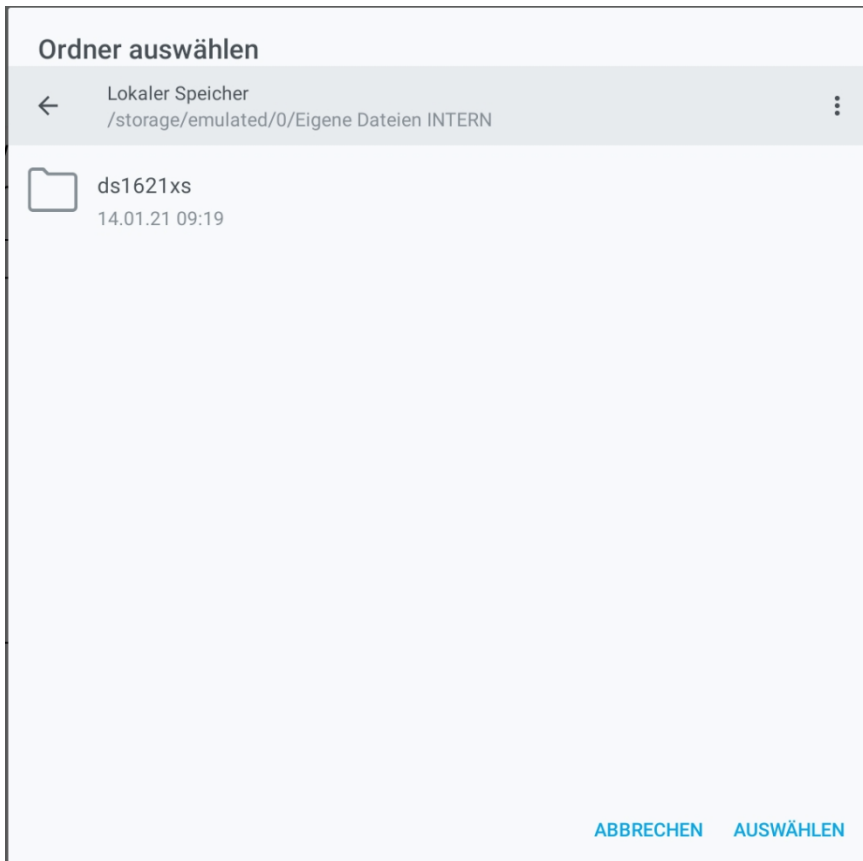 Ordner auswählen
Lokaler Speicher
/storage/emulated/0/Eigene Dateien INTERN
ds1621xs
14.01.21 09:19
ABBRECHEN AUSWÄHLEN